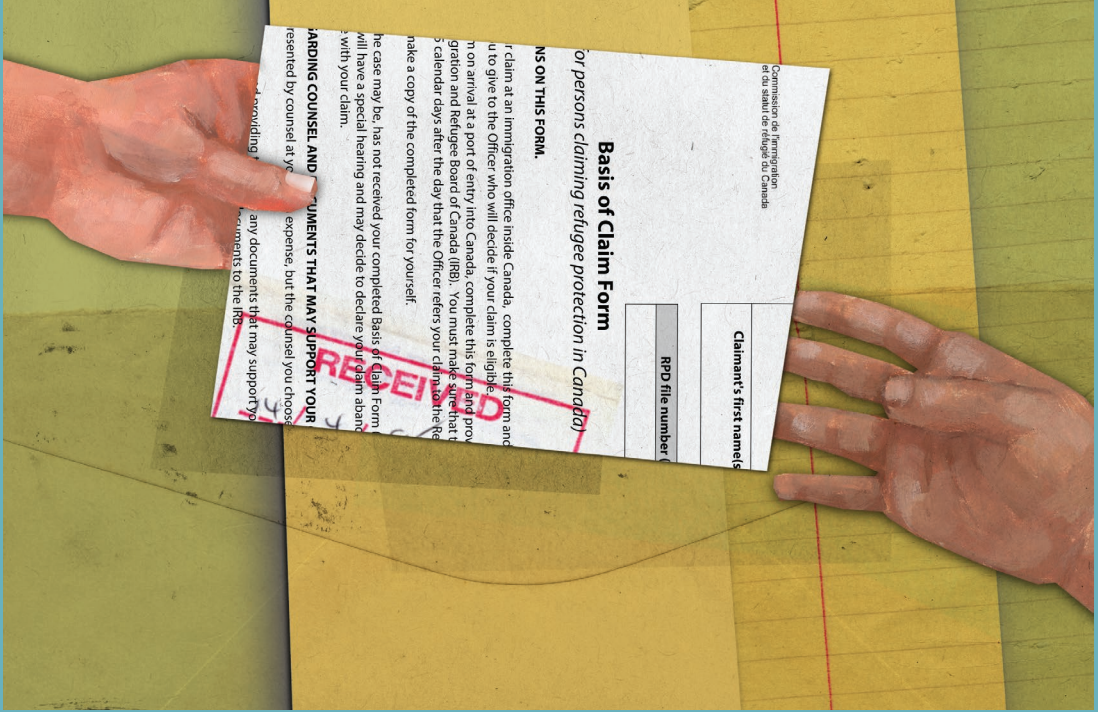 Commission de l'immigration
et du statut de réfugié du Canada
Claimant's first name(s
RPD file number (
Basis of Claim Form
or persons claiming refugee protection in Canada)
NS ON THIS FORM.
r claim at an immigration office inside Canada, complete this form and
u to give to the Officer who will decide if your claim is eligible.
m on arrival at a port of entry into Canada, complete this form and prov
gration and Refugee Board of Canada (IRB). You must make sure that t
calendar days after the day that the Officer refers your claim to the Re
make a copy of the completed form for yourself.
he case may be, has not received your completed Basis of Claim Form
will have a special hearing and may decide to declare your claim aband
with your claim.
GARDING COUNSEL AND DOCUMENTS THAT MAY SUPPORT YOUR
resented by counsel at yo expense, but the counsel you choose
providing any documents that may support yo
ocuments to the IRB.
RECEIVED